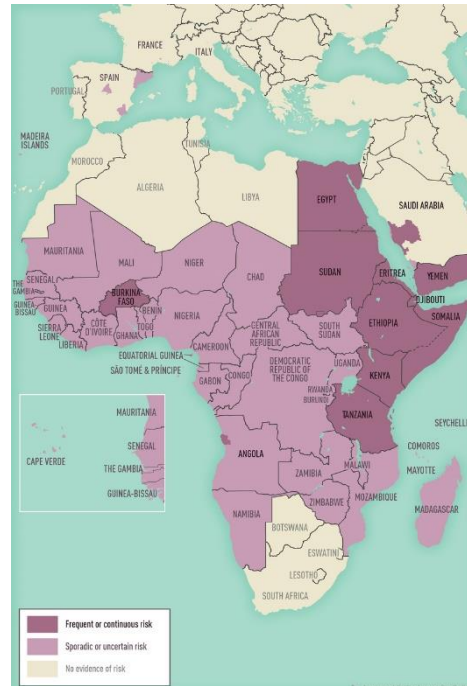 FRANCE
ITALY
SPAIN
PORTUGAL
MADEIRA
ISLANDS
TUNISIA
MOROCCO
ALGERIA
LIBYA
EGYPT
SAUDI ARABIA
MAURITANIA
MALI
NIGER
CHAD
SUDAN
ERITREA
YEMEN
DJIBOUTI
SENEGAL
THE
GAMBIA
GUINEA-
BISSAU
GUINEA
BURKINA
FASO
BENIN
NIGERIA
SIERRA
LEONE
CÔTE
D'IVOIRE
GHANA
TOGO
LIBERIA
CENTRAL
AFRICAN
REPUBLIC
SOUTH
SUDAN
ETHIOPIA
SOMALIA
CAMEROON
EQUATORIAL GUINEA
SÃO TOMÉ & PRÍNCIPE
GABON
CONGO
DEMOCRATIC
REPUBLIC
OF THE
CONGO
UGANDA
KENYA
RWANDA
BURUNDI
TANZANIA
SEYCHELLE
COMOROS
MAYOTTE
ANGOLA
ZAMBIA
MALAWI
MOZAMBIQUE
ZIMBABWE
MADAGASCAR
NAMIBIA
BOTSWANA
ESWATINI
LESOTHO
SOUTH AFRICA
MAURITANIA
SENEGAL
CAPE VERDE
THE GAMBIA
GUINEA-BISSAU
Frequent or continuous risk
Sporadic or uncertain risk
No evidence of risk